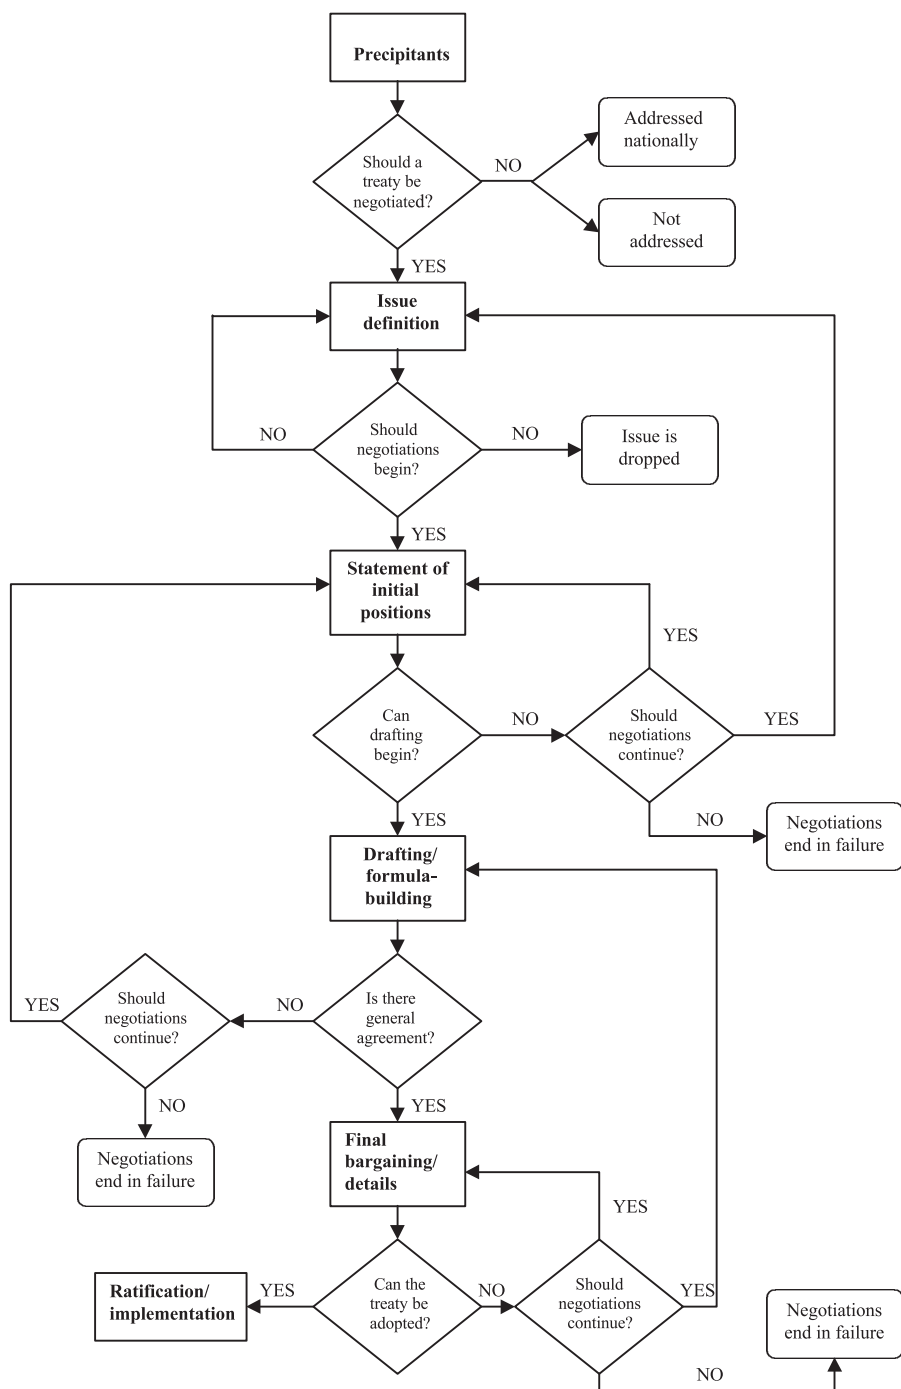 Precipitants
Should a
treaty be
negotiated?
NO
Addressed
nationally
Not
addressed
YES
Issue
definition
NO
Should
negotiations
begin?
NO
Issue is
dropped
YES
Statement of
initial
positions
YES
Can
drafting
begin?
NO
Should
negotiations
continue?
YES
NO
Negotiations
end in failure
YES
Drafting/
formula-
building
YES
Should
negotiations
continue?
NO
Is there
general
agreement?
NO
Negotiations
end in failure
YES
Final
bargaining/
details
YES
Ratification/
implementation
YES
Can the
treaty be
adopted?
NO
Should
negotiations
continue?
YES
Negotiations
end in failure
NO